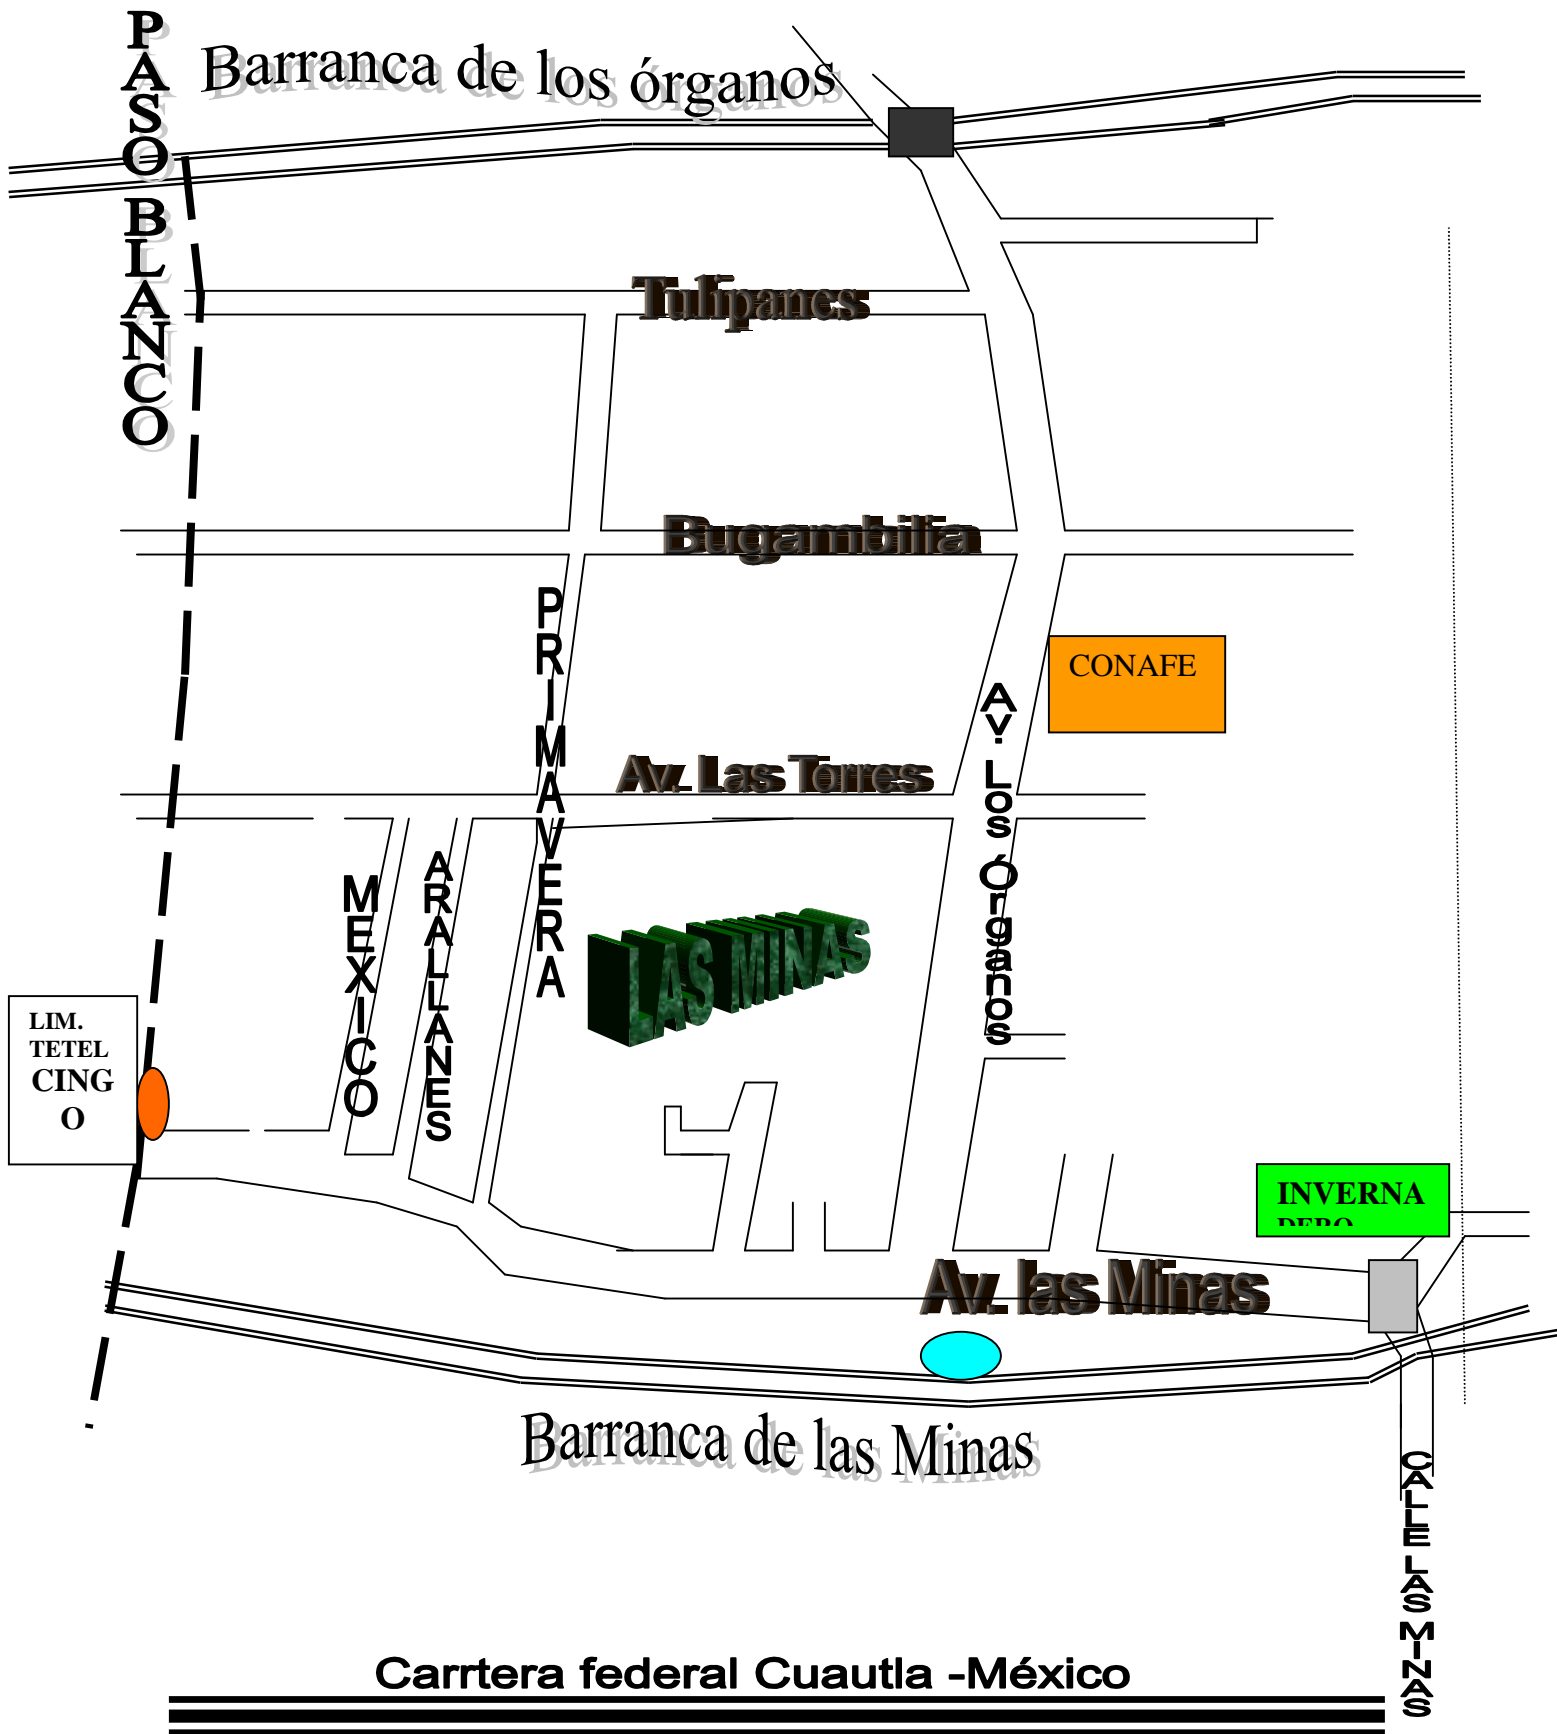 PASO BLANCO
Barranca de los órganos
Tulipanes
Bugambilia
PRIMAVERA
CONAFE
Av. Los Órganos
Av. Las Torres
MEXICO
ARALLANES
LAS MINAS
LIM.
TETEL
CING
O
INVERNA
DERO
Av. las Minas
Barranca de las Minas
CALLE LAS MINAS
Carrtera federal Cuautla -México